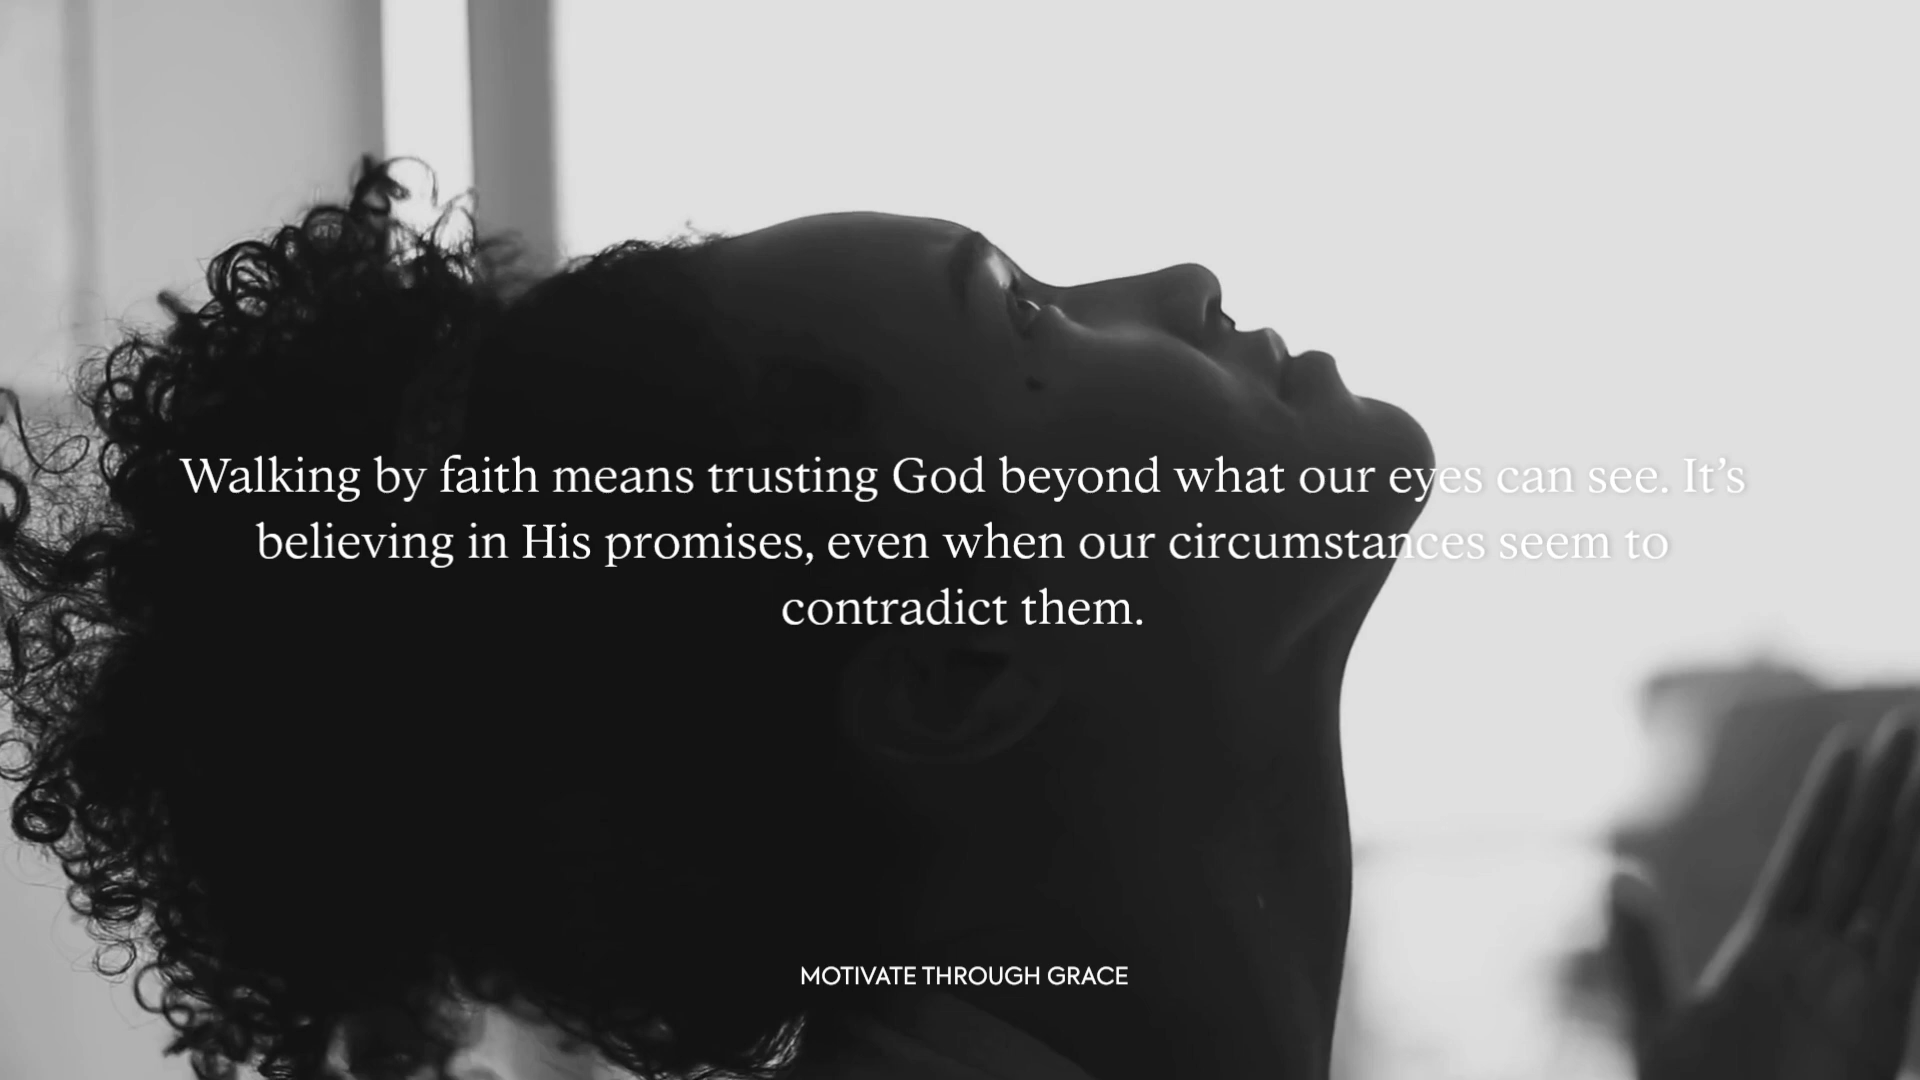 Walking by faith means trusting God beyond what our eyes can see. It’s
believing in His promises, even when our circumstances seem to
contradict them.
MOTIVATE THROUGH GRACE